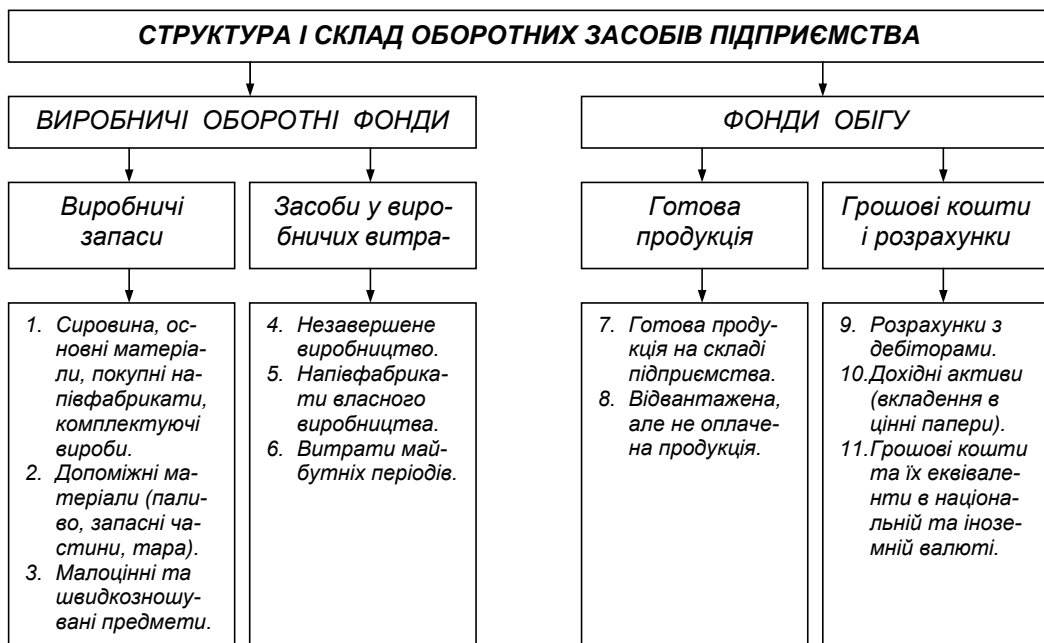 СТРУКТУРА І СКЛАД ОБОРОТНИХ ЗАСОБІВ ПІДПРИЄМСТВА
ВИРОБНИЧІ ОБОРОТНІ ФОНДИ
ФОНДИ ОБІГУ
Виробничі
запаси
Засоби у виро-
бничих витра-
Готова
продукція
Грошові кошти
і розрахунки
1. Сировина, ос-
новні матеріа-
ли, покупні на-
півфабрикати,
комплектуючі
вироби.
2. Допоміжні ма-
теріали (пали-
во, запасні ча-
стини, тара).
3. Малоцінні та
швидкозношу-
вані предмети.
4. Незавершене
виробництво.
5. Напівфабрика-
ти власного
виробництва.
6. Витрати май-
бутніх періодів.
7. Готова проду-
кція на складі
підприємства.
8. Відвантажена,
але не оплаче-
на продукція.
9. Розрахунки з
дебіторами.
10.Дохідні активи
(вкладення в
цінні папери).
11.Грошові кошти
та їх еквівале-
нти в націона-
льній та інозе-
мній валюті.